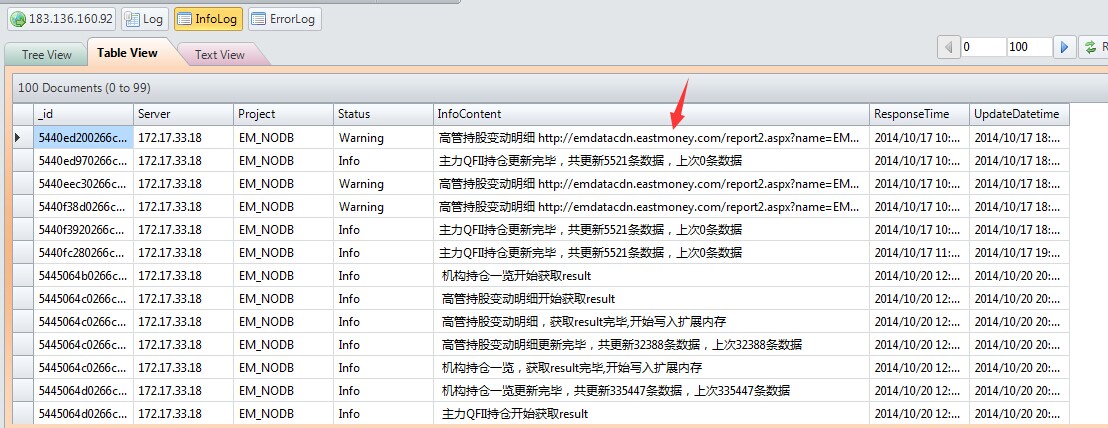 183.136.160.92 Log InfoLog ErrorLog
Tree View Table View Text View 0 100 R
100 Documents (0 to 99)
_id Server Project Status InfoContent ResponseTime UpdateDatetime
5440ed200266c... 172.17.33.18 EM_NODB Warning 高管持股变动明细 http://emdatacdn.eastmoney.com/report2.aspx?name=EM... 2014/10/17 10:... 2014/10/17 18:...
5440ed970266c... 172.17.33.18 EM_NODB Info 主力QFII持仓更新完毕，共更新5521条数据，上次0条数据 2014/10/17 10:... 2014/10/17 18:...
5440eec30266c... 172.17.33.18 EM_NODB Warning 高管持股变动明细 http://emdatacdn.eastmoney.com/report2.aspx?name=EM... 2014/10/17 10:... 2014/10/17 18:...
5440f38d0266c... 172.17.33.18 EM_NODB Warning 高管持股变动明细 http://emdatacdn.eastmoney.com/report2.aspx?name=EM... 2014/10/17 10:... 2014/10/17 18:...
5440f3920266c... 172.17.33.18 EM_NODB Info 主力QFII持仓更新完毕，共更新5521条数据，上次0条数据 2014/10/17 10:... 2014/10/17 18:...
5440fc280266c... 172.17.33.18 EM_NODB Info 主力QFII持仓更新完毕，共更新5521条数据，上次0条数据 2014/10/17 11:... 2014/10/17 19:...
5445064b0266c... 172.17.33.18 EM_NODB Info 机构持仓一览开始获取result 2014/10/20 12:... 2014/10/20 20:...
5445064c0266c... 172.17.33.18 EM_NODB Info 高管持股变动明细开始获取result 2014/10/20 12:... 2014/10/20 20:...
5445064c0266c... 172.17.33.18 EM_NODB Info 高管持股变动明细，获取result完毕,开始写入扩展内存 2014/10/20 12:... 2014/10/20 20:...
5445064c0266c... 172.17.33.18 EM_NODB Info 高管持股变动明细更新完毕，共更新32388条数据，上次32388条数据 2014/10/20 12:... 2014/10/20 20:...
5445064c0266c... 172.17.33.18 EM_NODB Info 机构持仓一览，获取result完毕,开始写入扩展内存 2014/10/20 12:... 2014/10/20 20:...
5445064d0266c... 172.17.33.18 EM_NODB Info 机构持仓一览更新完毕，共更新335447条数据，上次335447条数据 2014/10/20 12:... 2014/10/20 20:...
5445064d0266c... 172.17.33.18 EM_NODB Info 主力QFII持仓开始获取result 2014/10/20 12:... 2014/10/20 20:...